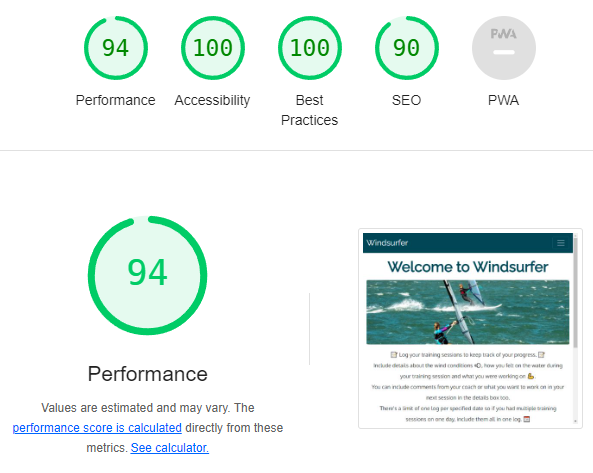 94
100
100
90
PWA
Performance
Accessibility
Best
Practices
SEO
PWA
94
Performance
Values are estimated and may vary. The
performance score is calculated directly from these
metrics. See calculator.
Windsurfer
Welcome to Windsurfer
Log your training sessions to keep track of your progress.
Include details about the wind conditions, how you felt on the water during
your training session and what you were working on
You can include comments from your coach or what you want to work on in your
next session in the details box too.
There's a limit of one log per specified date so if you had multiple training
sessions on one day, include them all in one log.